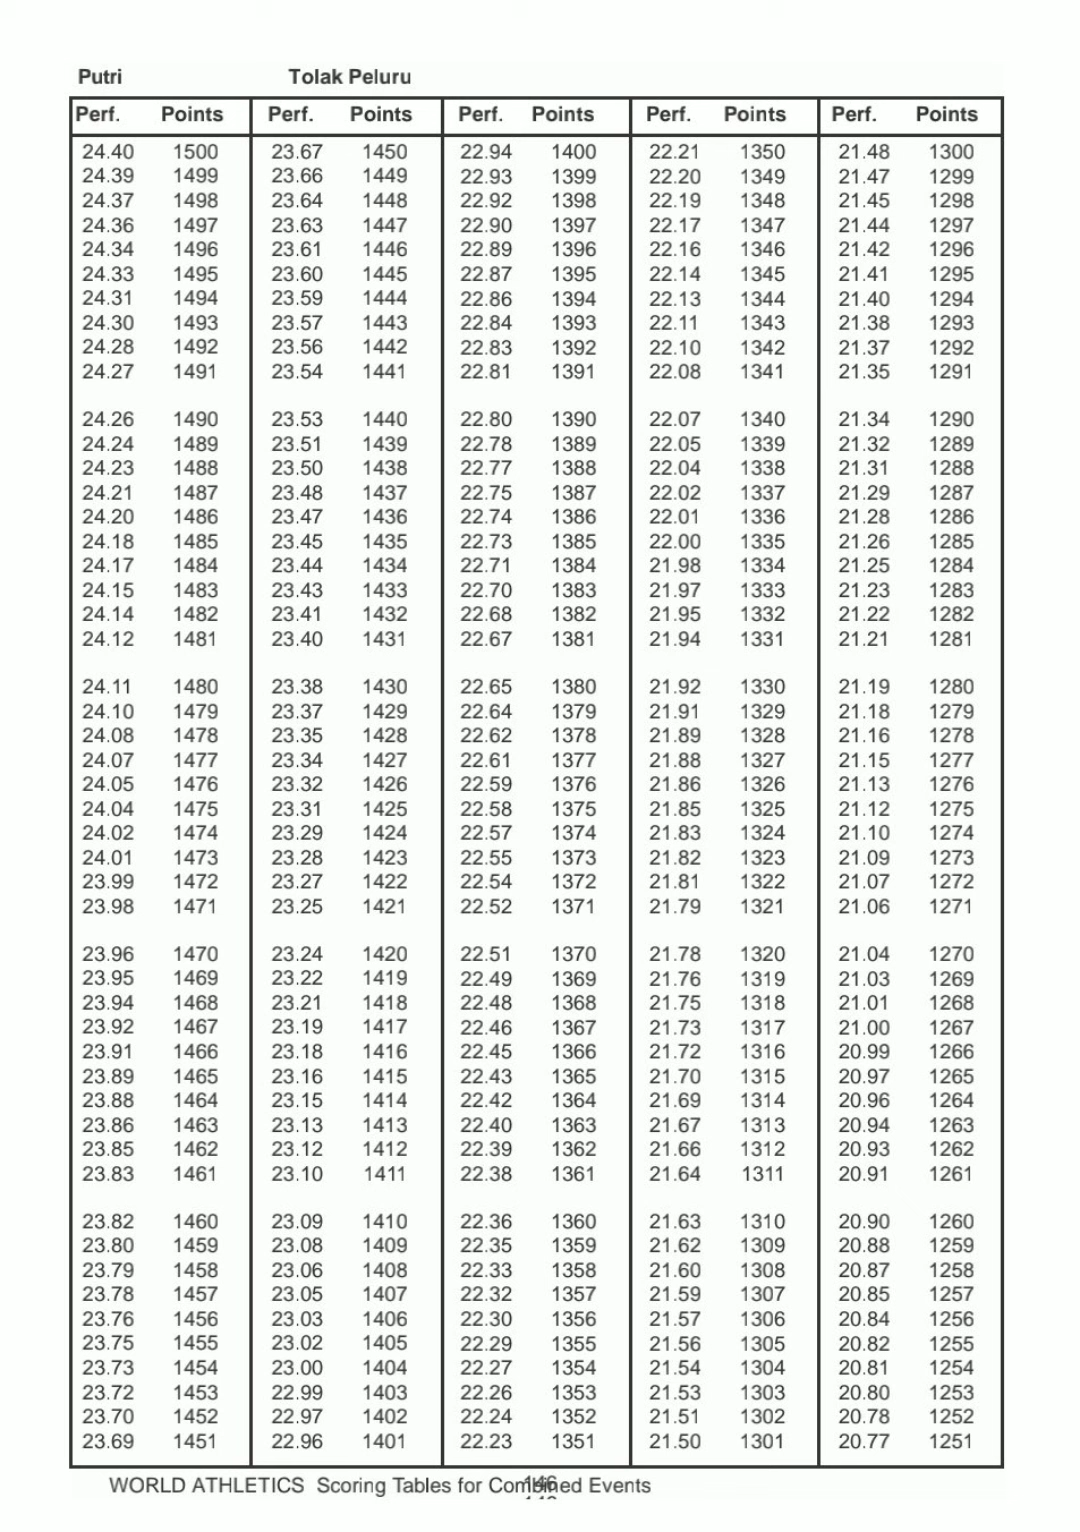 Putri Tolak Peluru
Perf. Points Perf. Points Perf. Points Perf. Points Perf. Points
24.40 1500 23.67 1450 22.94 1400 22.21 1350 21.48 1300
24.39 1499 23.66 1449 22.93 1399 22.20 1349 21.47 1299
24.37 1498 23.64 1448 22.92 1398 22.19 1348 21.45 1298
24.36 1497 23.63 1447 22.90 1397 22.17 1347 21.44 1297
24.34 1496 23.61 1446 22.89 1396 22.16 1346 21.42 1296
24.33 1495 23.60 1445 22.87 1395 22.14 1345 21.41 1295
24.31 1494 23.59 1444 22.86 1394 22.13 1344 21.40 1294
24.30 1493 23.57 1443 22.84 1393 22.11 1343 21.38 1293
24.28 1492 23.56 1442 22.83 1392 22.10 1342 21.37 1292
24.27 1491 23.54 1441 22.81 1391 22.08 1341 21.35 1291
24.26 1490 23.53 1440 22.80 1390 22.07 1340 21.34 1290
24.24 1489 23.51 1439 22.78 1389 22.05 1339 21.32 1289
24.23 1488 23.50 1438 22.77 1388 22.04 1338 21.31 1288
24.21 1487 23.48 1437 22.75 1387 22.02 1337 21.29 1287
24.20 1486 23.47 1436 22.74 1386 22.01 1336 21.28 1286
24.18 1485 23.45 1435 22.73 1385 22.00 1335 21.26 1285
24.17 1484 23.44 1434 22.71 1384 21.98 1334 21.25 1284
24.15 1483 23.43 1433 22.70 1383 21.97 1333 21.23 1283
24.14 1482 23.41 1432 22.68 1382 21.95 1332 21.22 1282
24.12 1481 23.40 1431 22.67 1381 21.94 1331 21.21 1281
24.11 1480 23.38 1430 22.65 1380 21.92 1330 21.19 1280
24.10 1479 23.37 1429 22.64 1379 21.91 1329 21.18 1279
24.08 1478 23.35 1428 22.62 1378 21.89 1328 21.16 1278
24.07 1477 23.34 1427 22.61 1377 21.88 1327 21.15 1277
24.05 1476 23.32 1426 22.59 1376 21.86 1326 21.13 1276
24.04 1475 23.31 1425 22.58 1375 21.85 1325 21.12 1275
24.02 1474 23.29 1424 22.57 1374 21.83 1324 21.10 1274
24.01 1473 23.28 1423 22.55 1373 21.82 1323 21.09 1273
23.99 1472 23.27 1422 22.54 1372 21.81 1322 21.07 1272
23.98 1471 23.25 1421 22.52 1371 21.79 1321 21.06 1271
23.96 1470 23.24 1420 22.51 1370 21.78 1320 21.04 1270
23.95 1469 23.22 1419 22.49 1369 21.76 1319 21.03 1269
23.94 1468 23.21 1418 22.48 1368 21.75 1318 21.01 1268
23.92 1467 23.19 1417 22.46 1367 21.73 1317 21.00 1267
23.91 1466 23.18 1416 22.45 1366 21.72 1316 20.99 1266
23.89 1465 23.16 1415 22.43 1365 21.70 1315 20.97 1265
23.88 1464 23.15 1414 22.42 1364 21.69 1314 20.96 1264
23.86 1463 23.13 1413 22.40 1363 21.67 1313 20.94 1263
23.85 1462 23.12 1412 22.39 1362 21.66 1312 20.93 1262
23.83 1461 23.10 1411 22.38 1361 21.64 1311 20.91 1261
23.82 1460 23.09 1410 22.36 1360 21.63 1310 20.90 1260
23.80 1459 23.08 1409 22.35 1359 21.62 1309 20.88 1259
23.79 1458 23.06 1408 22.33 1358 21.60 1308 20.87 1258
23.78 1457 23.05 1407 22.32 1357 21.59 1307 20.85 1257
23.76 1456 23.03 1406 22.30 1356 21.57 1306 20.84 1256
23.75 1455 23.02 1405 22.29 1355 21.56 1305 20.82 1255
23.73 1454 23.00 1404 22.27 1354 21.54 1304 20.81 1254
23.72 1453 22.99 1403 22.26 1353 21.53 1303 20.80 1253
23.70 1452 22.97 1402 22.24 1352 21.51 1302 20.78 1252
23.69 1451 22.96 1401 22.23 1351 21.50 1301 20.77 1251
WORLD ATHLETICS Scoring Tables for Combined Events
146